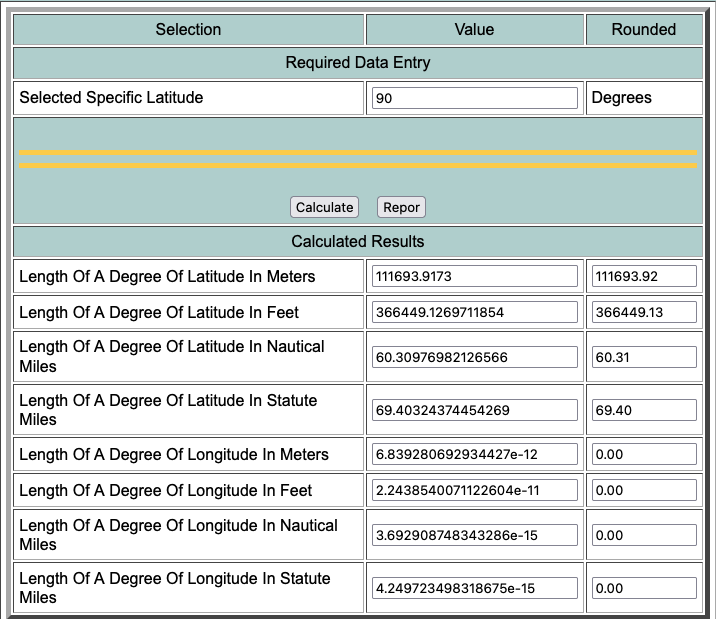 Selection Value Rounded
Required Data Entry
Selected Specific Latitude 90 Degrees
Calculate Repor
Calculated Results
Length Of A Degree Of Latitude In Meters 111693.9173 111693.92
Length Of A Degree Of Latitude In Feet 366449.1269711854 366449.13
Length Of A Degree Of Latitude In Nautical
Miles 60.30976982126566 60.31
Length Of A Degree Of Latitude In Statute
Miles 69.40324374454269 69.40
Length Of A Degree Of Longitude In Meters 6.839280692934427e-12 0.00
Length Of A Degree Of Longitude In Feet 2.2438540071122604e-11 0.00
Length Of A Degree Of Longitude In Nautical
Miles 3.692908748343286e-15 0.00
Length Of A Degree Of Longitude In Statute
Miles 4.249723498318675e-15 0.00